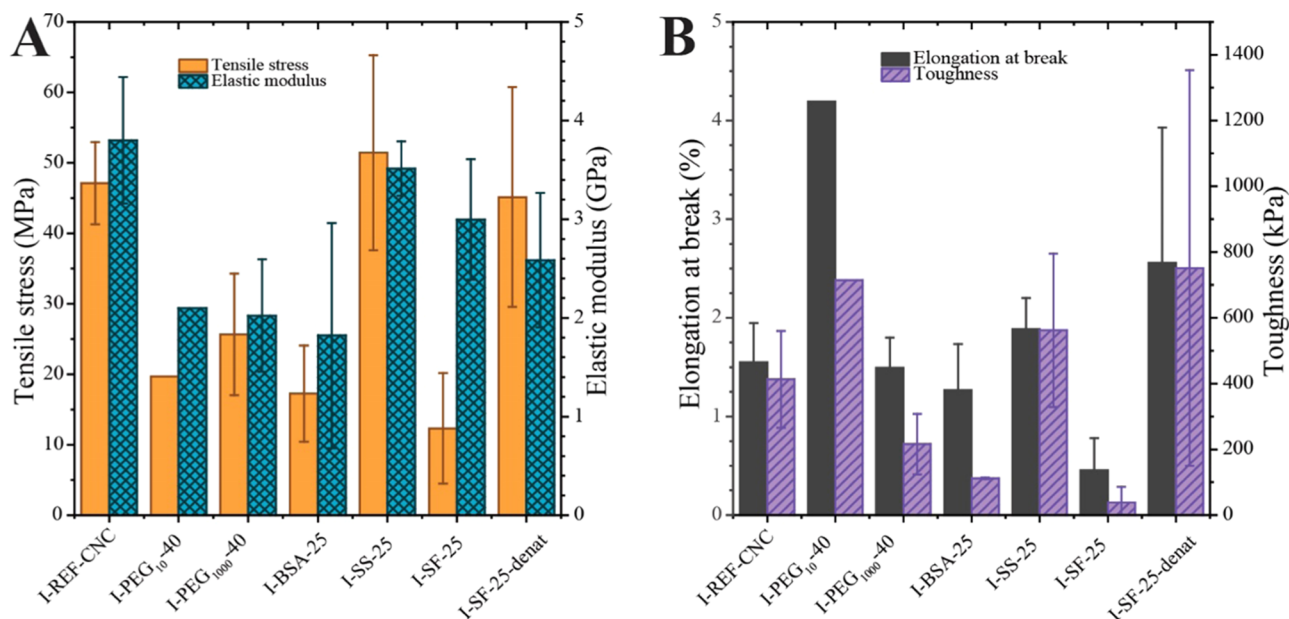 A
Tensile stress
Elastic modulus
Tensile stress (MPa)
70
60
50
40
30
20
10
0
Elastic modulus (GPa)
5
4
3
2
1
0
I-REF-CNC
I-PEG₁₀-40
I-PEG₁₀₀₀-40
I-BSA-25
I-SS-25
I-SF-25
I-SF-25-denat
B
Elongation at break
Toughness
Elongation at break (%)
5
4
3
2
1
0
Toughness (kPa)
1400
1200
1000
800
600
400
200
0
I-REF-CNC
I-PEG₁₀-40
I-PEG₁₀₀₀-40
I-BSA-25
I-SS-25
I-SF-25
I-SF-25-denat